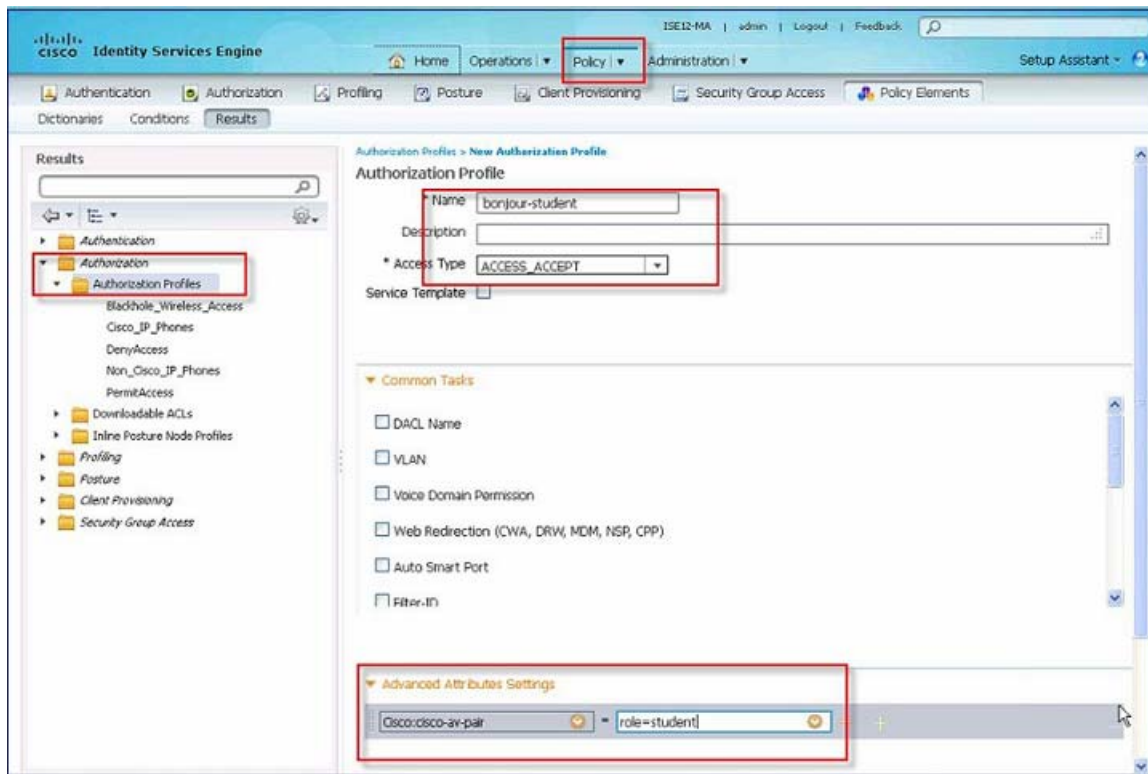 ISE12-MA | admin | Logout | Feedback
cisco Identity Services Engine
Home Operations | Policy | Administration | Setup Assistant
Authentication Authorization Profiling Posture Client Provisioning Security Group Access Policy Elements
Dictionaries Conditions Results
Results
Authentication
Authorization
Authorization Profiles
Blackhole_Wireless_Access
Cisco_IP_Phones
DenyAccess
Non_Cisco_IP_Phones
PermitAccess
Downloadable ACLs
Inline Posture Node Profiles
Profiling
Posture
Client Provisioning
Security Group Access
Authorization Profiles > New Authorization Profile
Authorization Profile
* Name bonjour-student
Description
* Access Type ACCESS_ACCEPT
Service Template
Common Tasks
DACL Name
VLAN
Voice Domain Permission
Web Redirection (CWA, DRW, MDM, NSP, CPP)
Auto Smart Port
Filter-ID
Advanced Attributes Settings
Cisco:cisco-av-pair = role=student